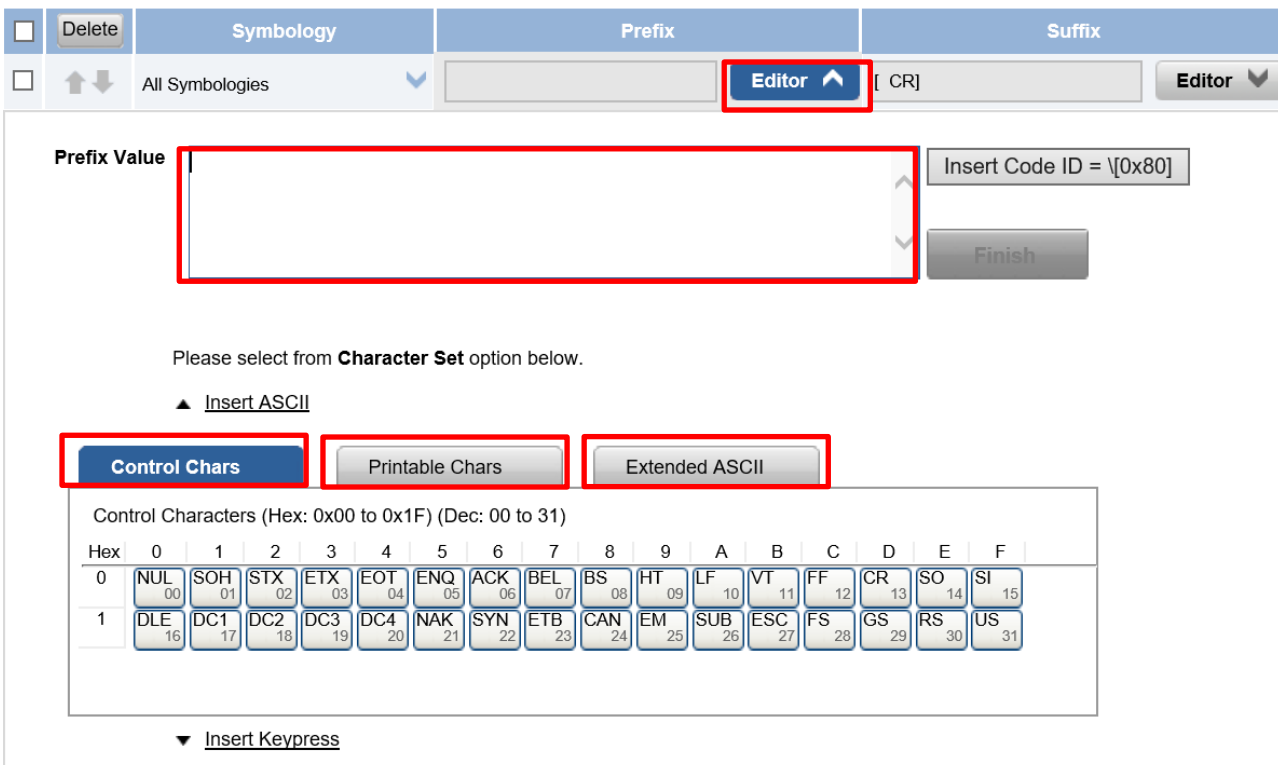 Delete Symbology Prefix Suffix
All Symbologies Editor [ CR] Editor
Prefix Value
Insert Code ID = \[0x80]
Finish
Please select from Character Set option below.
Insert ASCII
Control Chars Printable Chars Extended ASCII
Control Characters (Hex: 0x00 to 0x1F) (Dec: 00 to 31)
Hex 0 1 2 3 4 5 6 7 8 9 A B C D E F
0 NUL 00 SOH 01 STX 02 ETX 03 EOT 04 ENQ 05 ACK 06 BEL 07 BS 08 HT 09 LF 10 VT 11 FF 12 CR 13 SO 14 SI 15
1 DLE 16 DC1 17 DC2 18 DC3 19 DC4 20 NAK 21 SYN 22 ETB 23 CAN 24 EM 25 SUB 26 ESC 27 FS 28 GS 29 RS 30 US 31
Insert Keypress